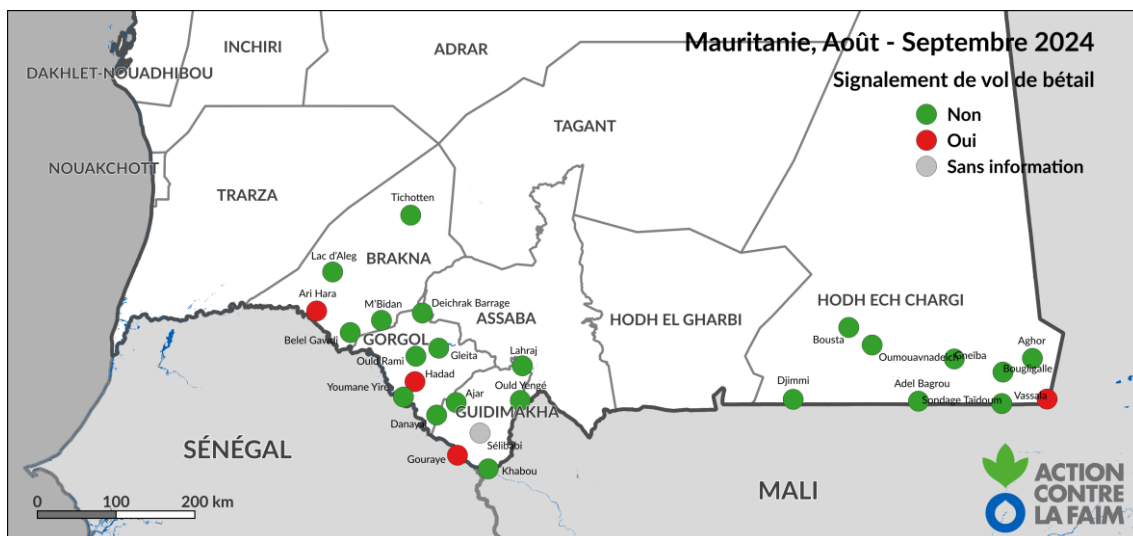 Mauritanie, Août - Septembre 2024
Signalement de vol de bétail
Non
Oui
Sans information
INCHIRI
ADRAR
DAKHLET-NOUADHIBOU
TAGANT
NOUAKCHOTT
TRARZA
Tichotten
Lac d'Aleg
BRAKNA
Ari Hara
M'Bidan
Deichrak Barrage
ASSABA
HODH EL GHARBI
HODH ECH CHARGI
Belel Gawdi
GORGOL
Gleita
Ould Rami
Lahraj
Hadad
Bousta
Oumouavnadeich
Gneïba
Aghor
Bougligalle
Youmane Yiré
Ajar
Ould Yengé
GUIDIMAKHA
Danayal
Djimmi
Adel Bagrou
Sondage Taïdoum
Vassala
Sélibabi
Gouraye
Khabou
SÉNÉGAL
MALI
0 100 200 km
ACTION
CONTRE
LA FAIM